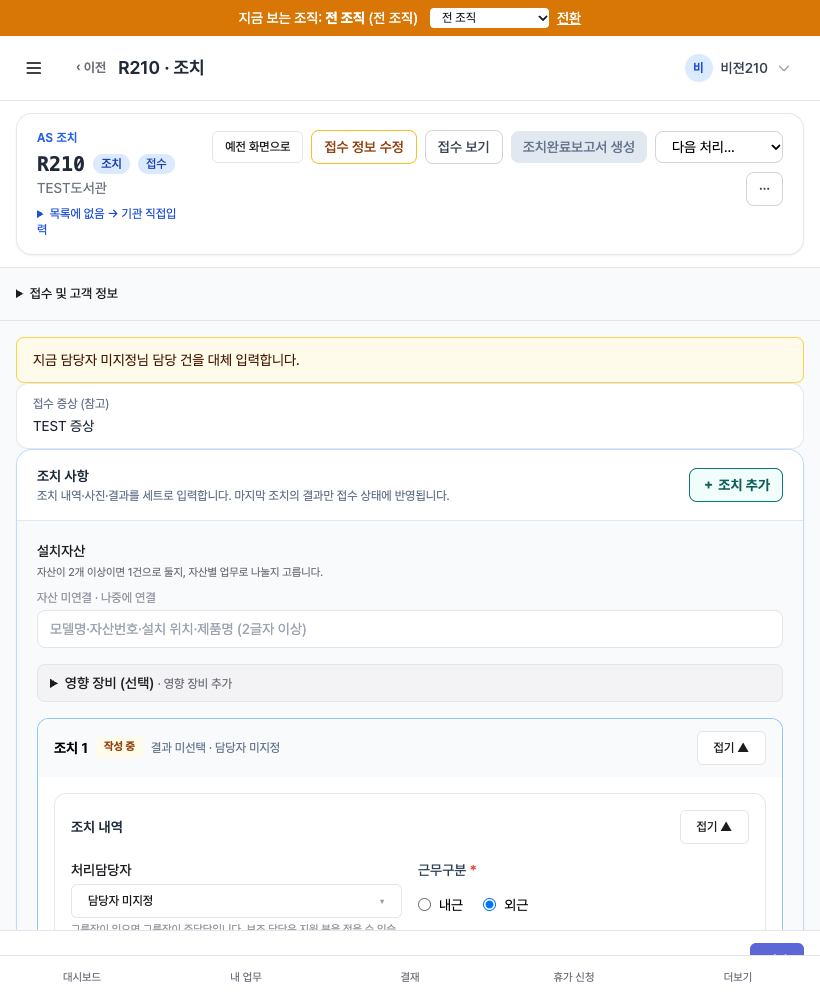 지금 보는 조직: 전 조직 (전 조직) 전 조직 전환
‹ 이전 R210 · 조치 비 비젼210
AS 조치
R210 조치 접수
TEST도서관
▶ 목록에 없음 → 기관 직접입
력
예전 화면으로 접수 정보 수정 접수 보기 조치완료보고서 생성 다음 처리...
...
▶ 접수 및 고객 정보
지금 담당자 미지정님 담당 건을 대체 입력합니다.
접수 증상 (참고)
TEST 증상
조치 사항
조치 내역·사진·결과를 세트로 입력합니다. 마지막 조치의 결과만 접수 상태에 반영됩니다.
+ 조치 추가
설치자산
자산이 2개 이상이면 1건으로 둘지, 자산별 업무로 나눌지 고릅니다.
자산 미연결 · 나중에 연결
모델명·자산번호·설치 위치·제품명 (2글자 이상)
▶ 영향 장비 (선택) · 영향 장비 추가
조치 1 작성 중 결과 미선택 · 담당자 미지정 접기 ▲
조치 내역 접기 ▲
처리담당자 근무구분 *
담당자 미지정 내근 외근
대시보드 내 업무 결재 휴가 신청 더보기